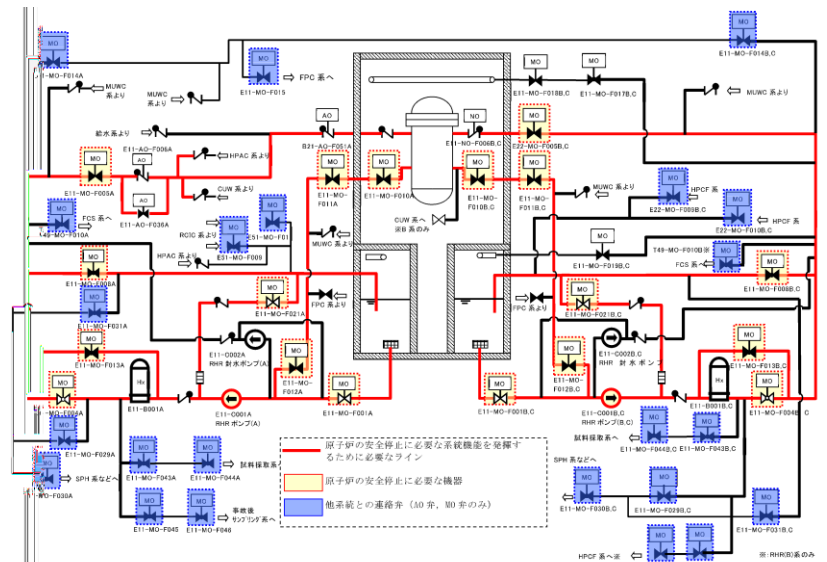 MO
MO
E11-MO-F014B,C
MO
FPC 系へ
E11-MO-F015
MUWC
系より
MUWC
系より
MO
MO
E11-MO-F018B,C
E11-MO-F017B,C
MUWC 系より
給水系より
AO
B21-AO-F051A
NO
E11-NO-F006B,C
MO
E22-MO-F005B,C
AO
E11-AO-F006A
MO
E11-MO-F005A
HPAC 系より
AO
E11-AO-F036A
CUW 系より
MO
E11-MO-
F011A
MO
E11-MO-F010A
MO
E11-MO-
F010B,C
MO
E11-MO-
F011B,C
MUWC 系より
CUW系へ
※B 系のみ
MO
HPCF 系
E22-MO-F009B,C
MO
HPCF 系
E22-MO-F010B,C
MO
FCS 系へ
T49-MO-F010A
RCIC 系より
MO
E51-MO-F009
MO
HPAC 系より
MUWC系より
MO
E11-MO-F019B,C
T49-MO-F010B※
MO
FCS 系へ
MO
E11-MO-F008B,C
MO
MO
E11-MO-F031A
MO
E11-MO-F021A
FPC 系より
FPC 系より
MO
E11-MO-F021B,C
MO
E11-MO-F013A
E11-C002A
RHR 封水ポンプ(A)
E11-C002B,C
RHR 封水ポンプ
MO
E11-MO-
F012A
MO
E11-MO-
F012B,C
MO
E11-MO-F013B,C
MO
Hx
E11-B001A
E11-C001A
RHR ポンプ(A)
MO
E11-MO-F001A
MO
E11-MO-F001B,C
E11-C001B,C
RHRポンプ(B,C)
Hx
E11-B001B,C
MO
E11-MO-F004B,C
MO
E11-MO-F029A
MO
SPH 系などへ
MO
E11-MO-F043A
MO
E11-MO-F044A
試料採取系へ
試料採取系へ
MO
E11-MO-F044B,C
MO
E11-MO-F043B,C
MO
E11-MO-F045
MO
E11-MO-F046
事故後
サンプリング系へ
原子炉の安全停止に必要な系統機能を発揮す
るために必要なライン
原子炉の安全停止に必要な機器
他系統との連絡弁(AO 弁,MO 弁のみ)
SPH 系などへ
MO
E11-MO-F030B,C
MO
E11-MO-F029B,C
MO
E11-MO-F031B,C
HPCF 系へ※
MO
MO
※:RHR(B)系のみ